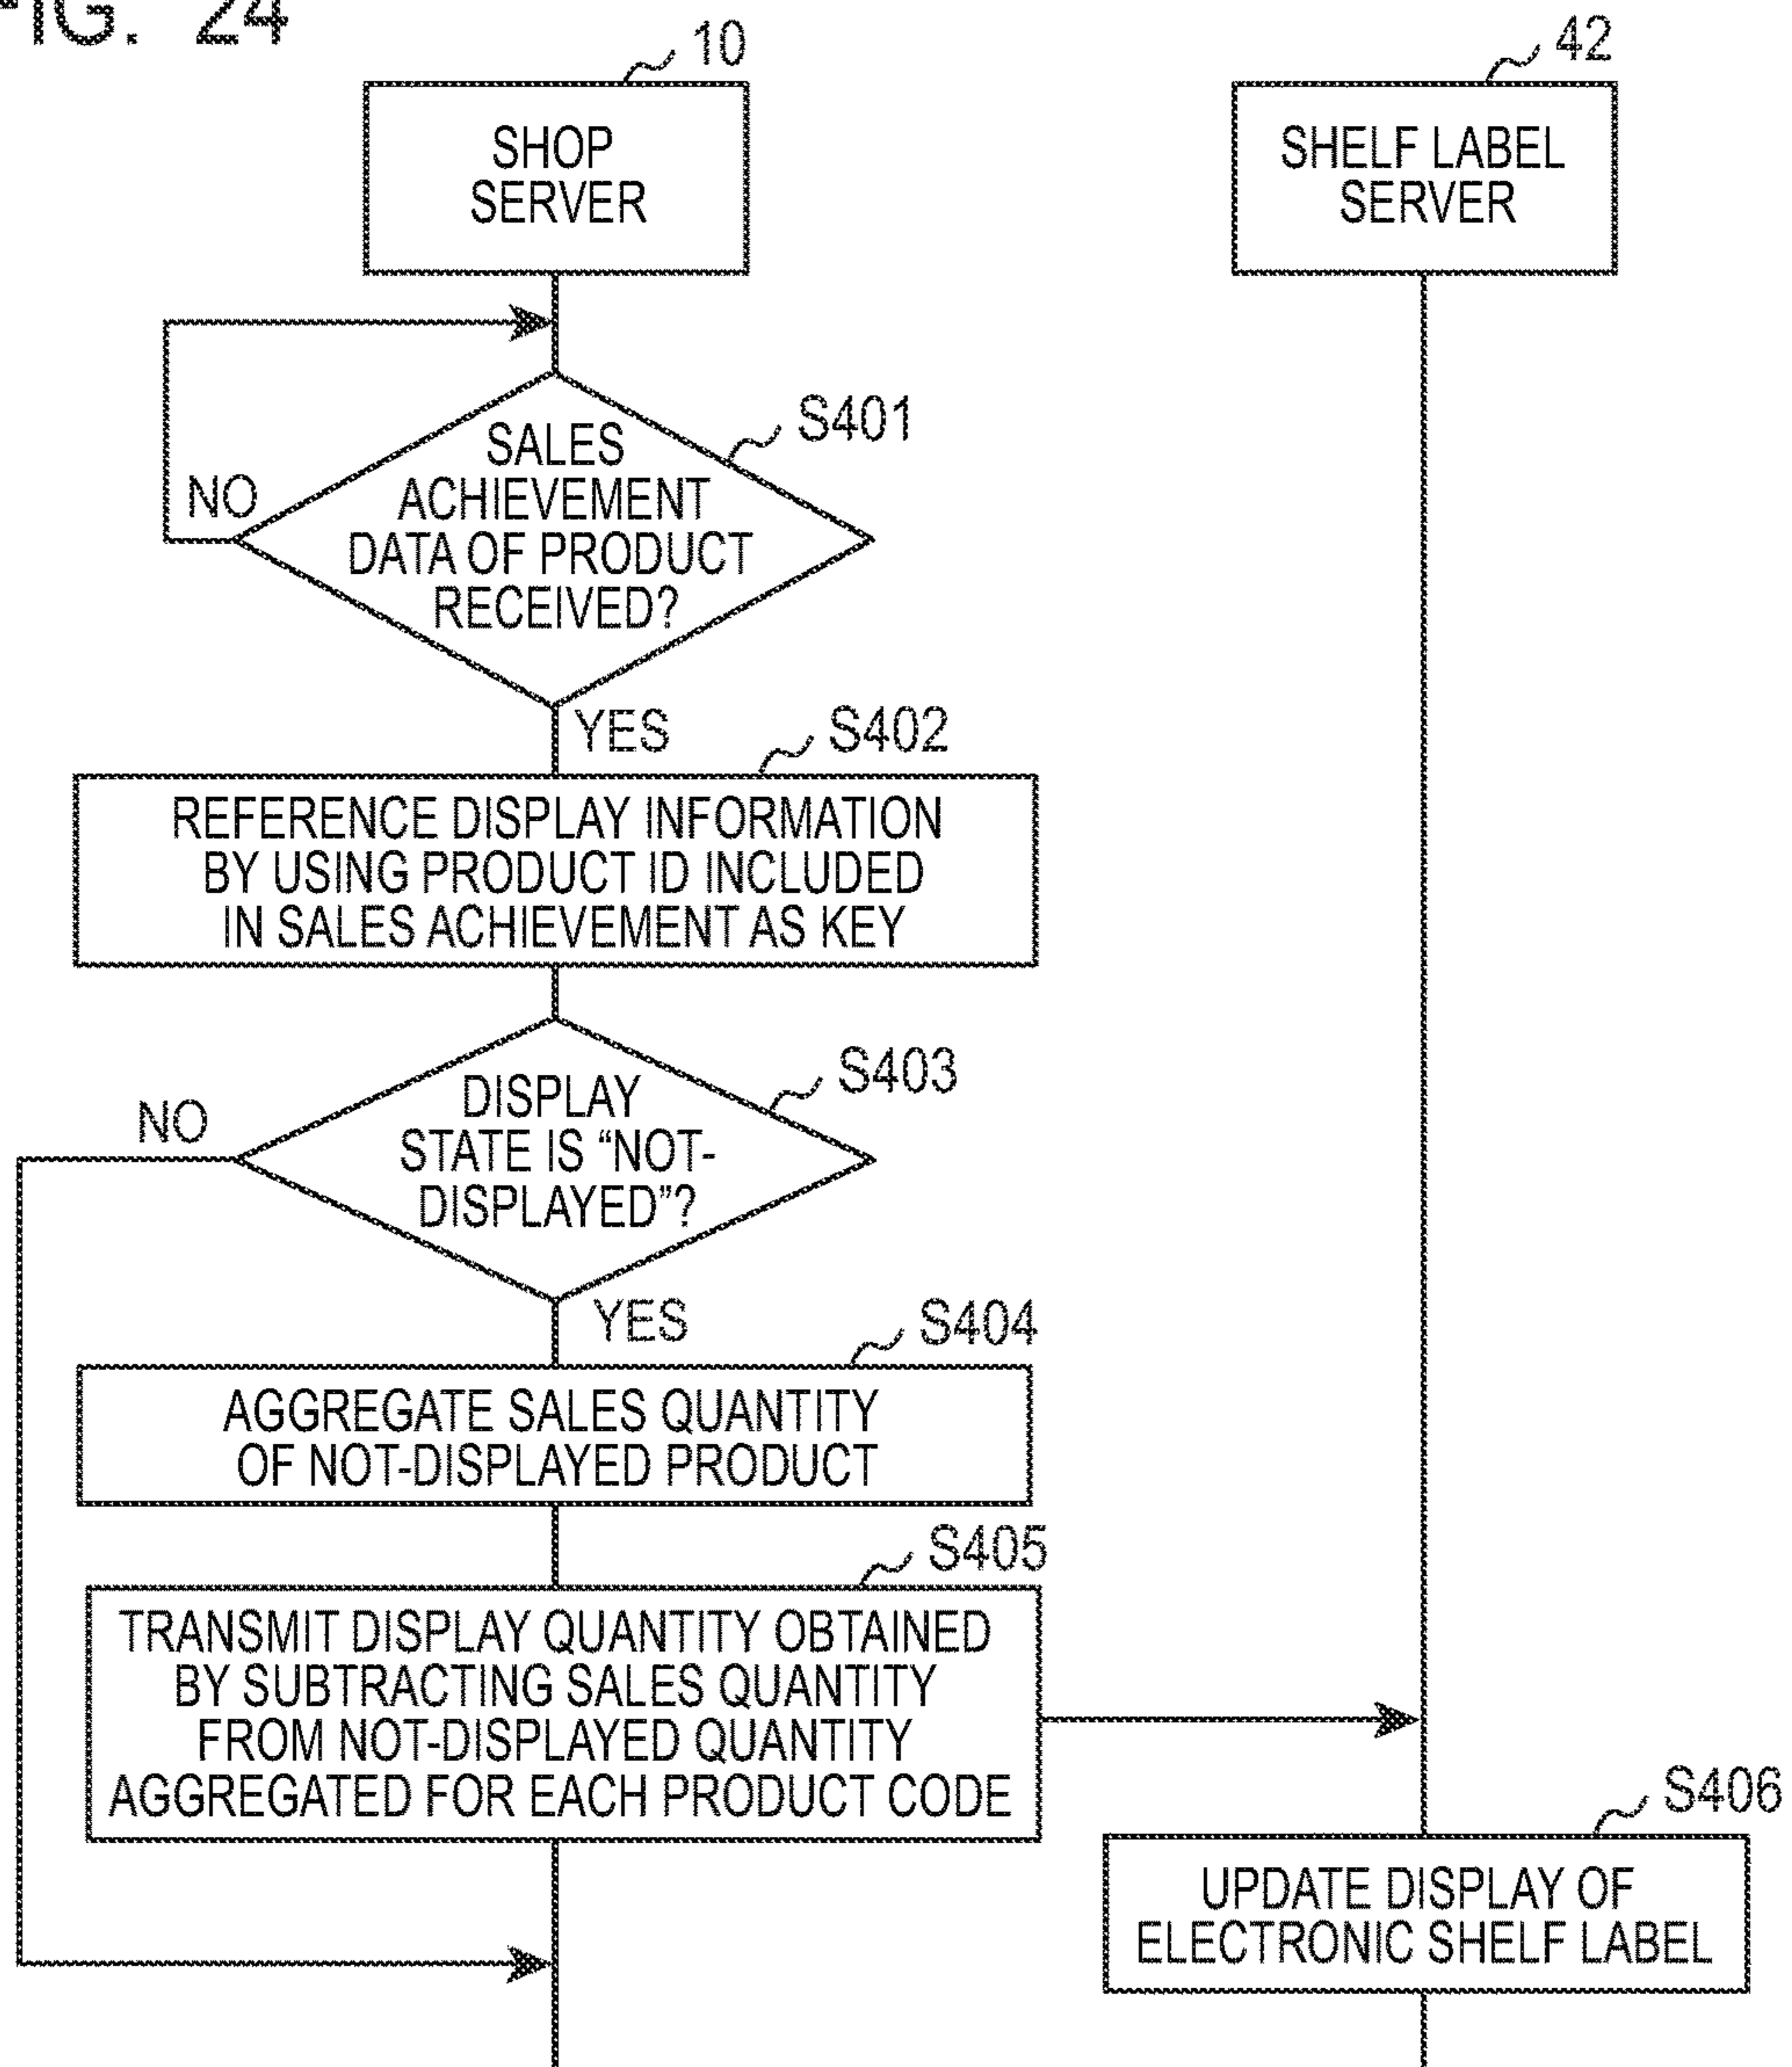 FIG. 24
10
42
SHOP
SERVER
SHELF LABEL
SERVER
S401
SALES
ACHIEVEMENT
DATA OF PRODUCT
RECEIVED?
NO
YES
S402
REFERENCE DISPLAY INFORMATION
BY USING PRODUCT ID INCLUDED
IN SALES ACHIEVEMENT AS KEY
S403
DISPLAY
STATE IS “NOT-
DISPLAYED”?
NO
YES
S404
AGGREGATE SALES QUANTITY
OF NOT-DISPLAYED PRODUCT
S405
TRANSMIT DISPLAY QUANTITY OBTAINED
BY SUBTRACTING SALES QUANTITY
FROM NOT-DISPLAYED QUANTITY
AGGREGATED FOR EACH PRODUCT CODE
S406
UPDATE DISPLAY OF
ELECTRONIC SHELF LABEL